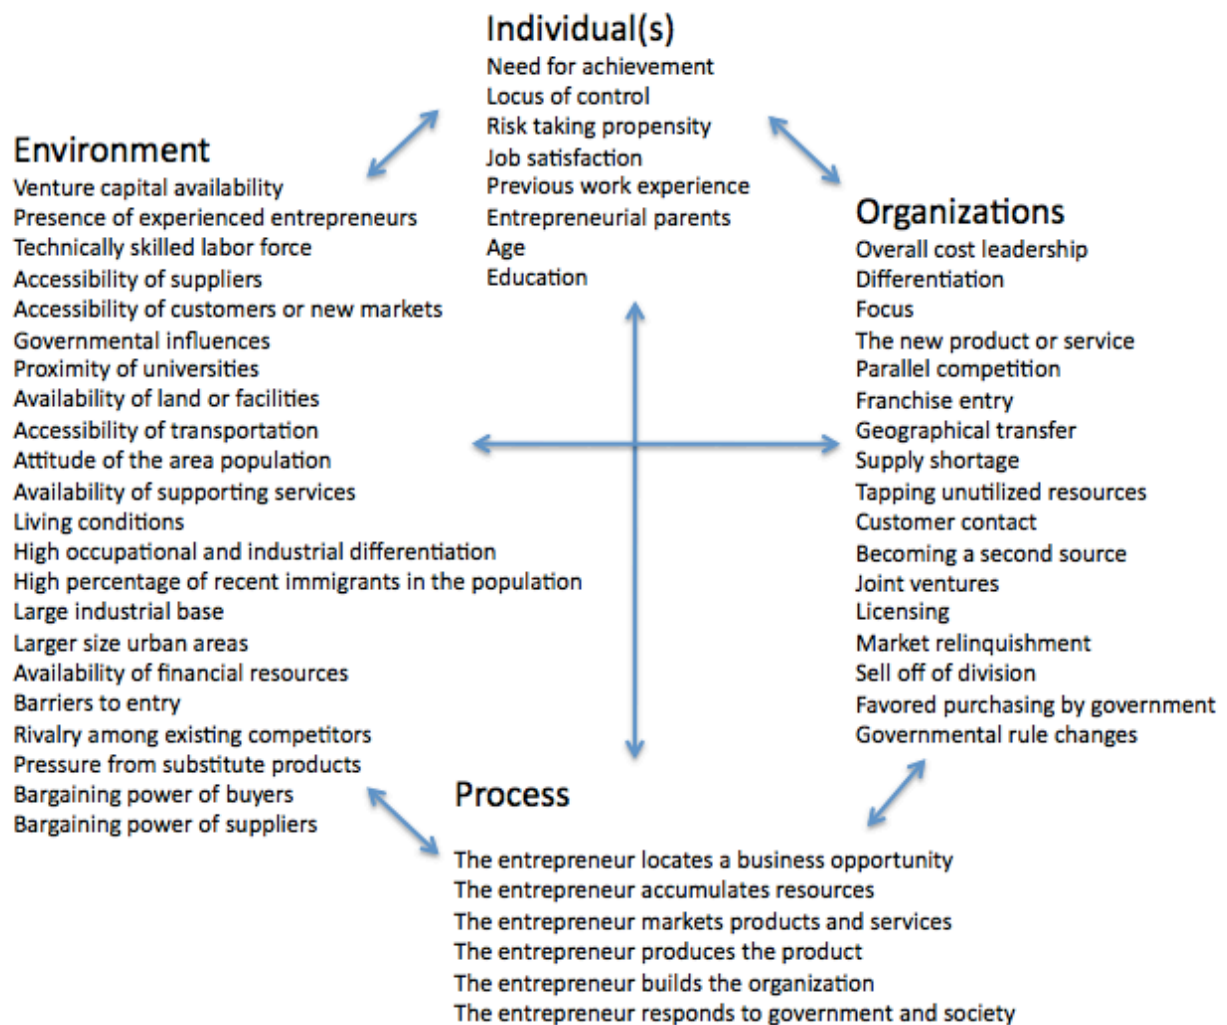 Individual(s)
Need for achievement
Locus of control
Risk taking propensity
Job satisfaction
Previous work experience
Entrepreneurial parents
Age
Education
Environment
Venture capital availability
Presence of experienced entrepreneurs
Technically skilled labor force
Accessibility of suppliers
Accessibility of customers or new markets
Governmental influences
Proximity of universities
Availability of land or facilities
Accessibility of transportation
Attitude of the area population
Availability of supporting services
Living conditions
High occupational and industrial differentiation
High percentage of recent immigrants in the population
Large industrial base
Larger size urban areas
Availability of financial resources
Barriers to entry
Rivalry among existing competitors
Pressure from substitute products
Bargaining power of buyers
Bargaining power of suppliers
Organizations
Overall cost leadership
Differentiation
Focus
The new product or service
Parallel competition
Franchise entry
Geographical transfer
Supply shortage
Tapping unutilized resources
Customer contact
Becoming a second source
Joint ventures
Licensing
Market relinquishment
Sell off of division
Favored purchasing by government
Governmental rule changes
Process
The entrepreneur locates a business opportunity
The entrepreneur accumulates resources
The entrepreneur markets products and services
The entrepreneur produces the product
The entrepreneur builds the organization
The entrepreneur responds to government and society